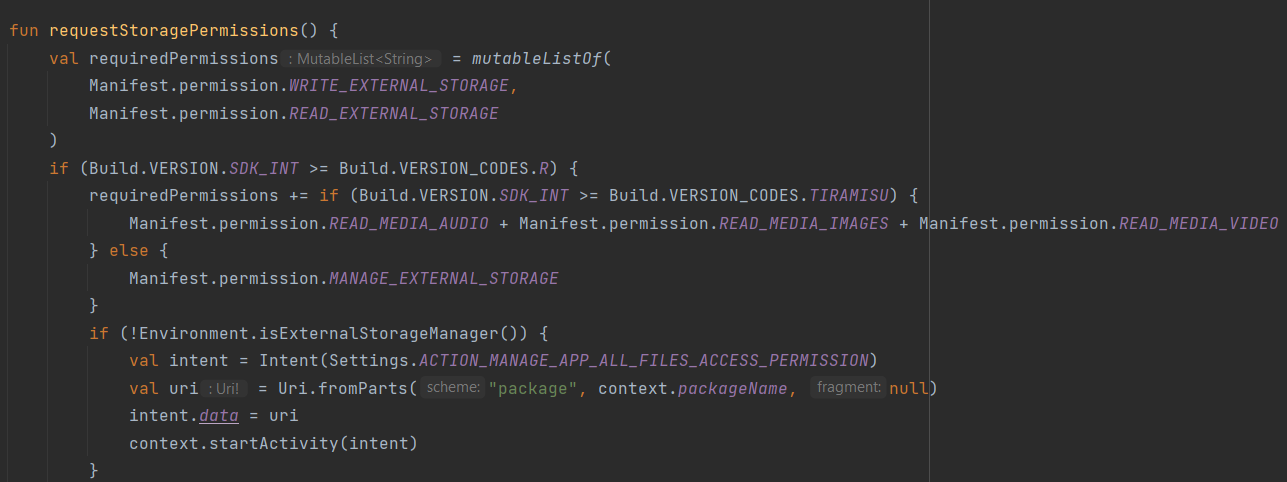 fun requestStoragePermissions() {
val requiredPermissions : MutableList<String> = mutableListOf(
Manifest.permission.WRITE_EXTERNAL_STORAGE,
Manifest.permission.READ_EXTERNAL_STORAGE
)
if (Build.VERSION.SDK_INT >= Build.VERSION_CODES.R) {
requiredPermissions += if (Build.VERSION.SDK_INT >= Build.VERSION_CODES.TIRAMISU) {
Manifest.permission.READ_MEDIA_AUDIO + Manifest.permission.READ_MEDIA_IMAGES + Manifest.permission.READ_MEDIA_VIDEO
} else {
Manifest.permission.MANAGE_EXTERNAL_STORAGE
}
if (!Environment.isExternalStorageManager()) {
val intent = Intent(Settings.ACTION_MANAGE_APP_ALL_FILES_ACCESS_PERMISSION)
val uri : Uri! = Uri.fromParts( scheme: "package", context.packageName, fragment: null)
intent.data = uri
context.startActivity(intent)
}